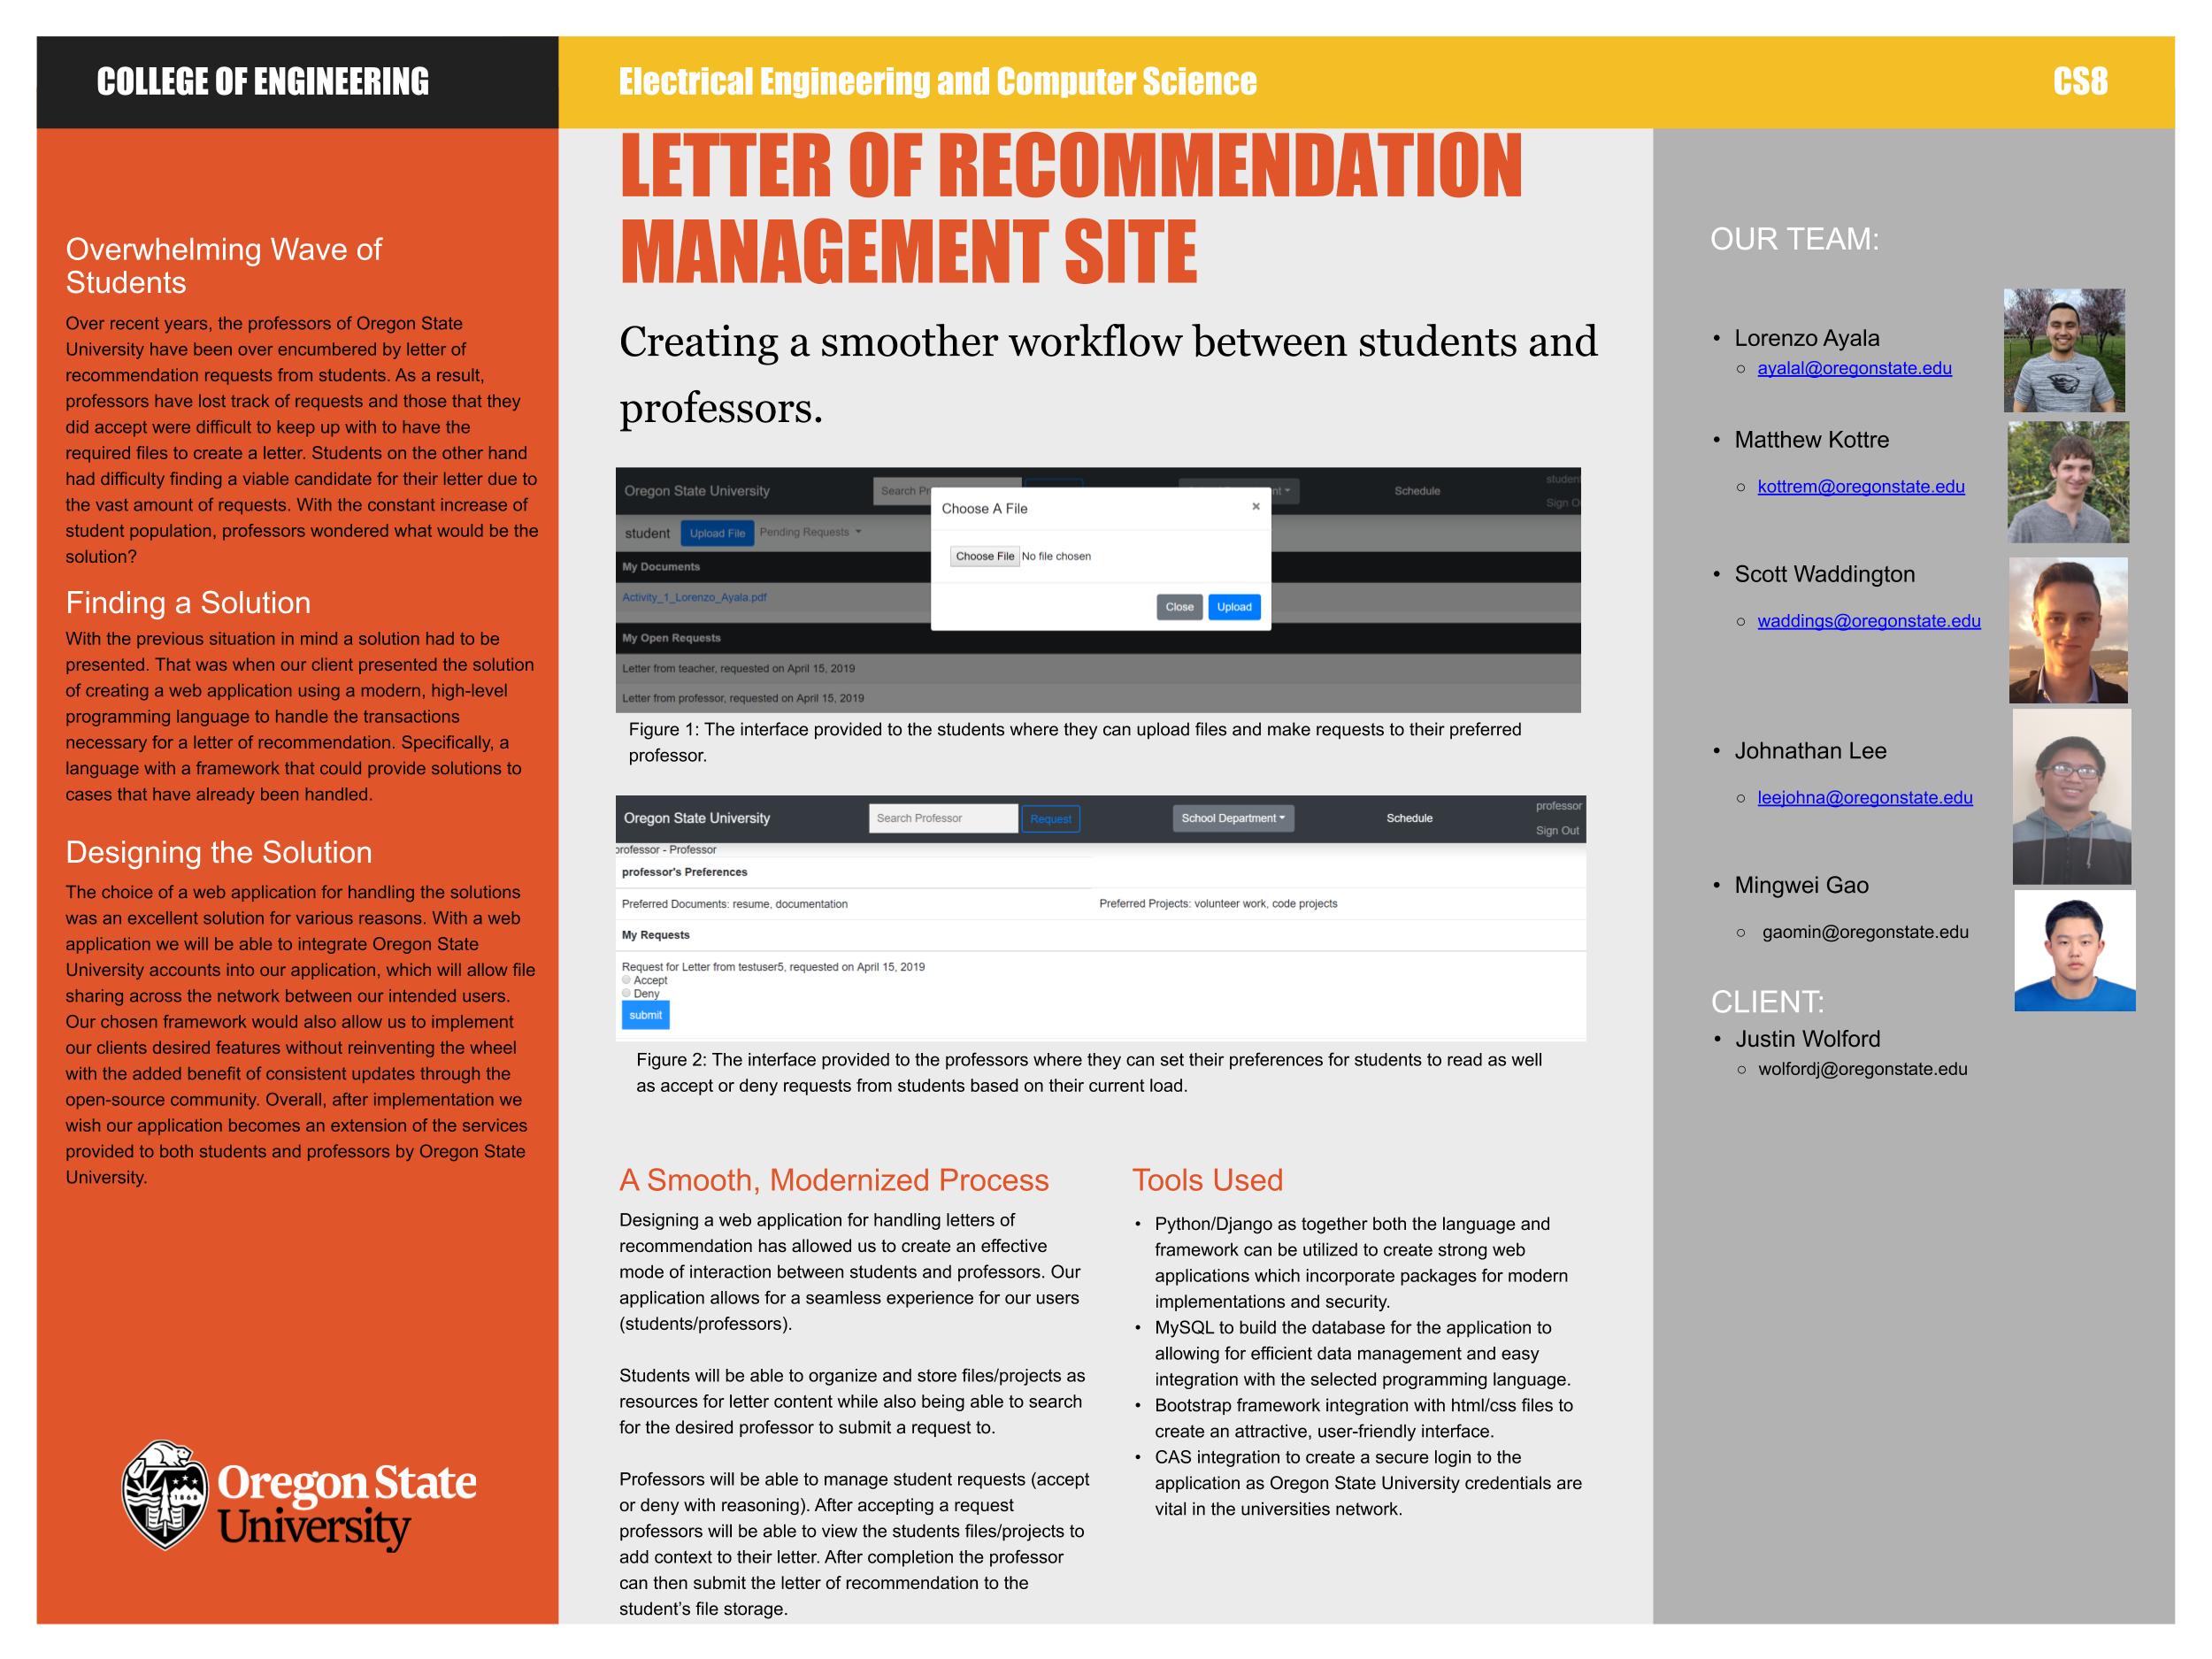 COLLEGE OF ENGINEERING
Electrical Engineering and Computer Science
CS8
Overwhelming Wave of
Students
Over recent years, the professors of Oregon State
University have been over encumbered by letter of
recommendation requests from students. As a result,
professors have lost track of requests and those that they
did accept were difficult to keep up with to have the
required files to create a letter. Students on the other hand
had difficulty finding a viable candidate for their letter due to
the vast amount of requests. With the constant increase of
student population, professors wondered what would be the
solution?
Finding a Solution
With the previous situation in mind a solution had to be
presented. That was when our client presented the solution
of creating a web application using a modern, high-level
programming language to handle the transactions
necessary for a letter of recommendation. Specifically, a
language with a framework that could provide solutions to
cases that have already been handled.
Designing the Solution
The choice of a web application for handling the solutions
was an excellent solution for various reasons. With a web
application we will be able to integrate Oregon State
University accounts into our application, which will allow file
sharing across the network between our intended users.
Our chosen framework would also allow us to implement
our clients desired features without reinventing the wheel
with the added benefit of consistent updates through the
open-source community. Overall, after implementation we
wish our application becomes an extension of the services
provided to both students and professors by Oregon State
University.
Oregon State
University
LETTER OF RECOMMENDATION
MANAGEMENT SITE
Creating a smoother workflow between students and
professors.
Oregon State University Search Pr nt Schedule student
Sign O
student Upload File Pending Requests
Choose A File ×
Choose File No file chosen
Close Upload
My Documents
Activity_1_Lorenzo_Ayala.pdf
My Open Requests
Letter from teacher, requested on April 15, 2019
Letter from professor, requested on April 15, 2019
Figure 1: The interface provided to the students where they can upload files and make requests to their preferred
professor.
Oregon State University Search Professor Request School Department Schedule professor
Sign Out
professor - Professor
professor's Preferences
Preferred Documents: resume, documentation Preferred Projects: volunteer work, code projects
My Requests
Request for Letter from testuser5, requested on April 15, 2019
Accept
Deny
submit
Figure 2: The interface provided to the professors where they can set their preferences for students to read as well
as accept or deny requests from students based on their current load.
A Smooth, Modernized Process
Designing a web application for handling letters of
recommendation has allowed us to create an effective
mode of interaction between students and professors. Our
application allows for a seamless experience for our users
(students/professors).
Students will be able to organize and store files/projects as
resources for letter content while also being able to search
for the desired professor to submit a request to.
Professors will be able to manage student requests (accept
or deny with reasoning). After accepting a request
professors will be able to view the students files/projects to
add context to their letter. After completion the professor
can then submit the letter of recommendation to the
student’s file storage.
Tools Used
• Python/Django as together both the language and
framework can be utilized to create strong web
applications which incorporate packages for modern
implementations and security.
• MySQL to build the database for the application to
allowing for efficient data management and easy
integration with the selected programming language.
• Bootstrap framework integration with html/css files to
create an attractive, user-friendly interface.
• CAS integration to create a secure login to the
application as Oregon State University credentials are
vital in the universities network.
OUR TEAM:
• Lorenzo Ayala
○ ayalal@oregonstate.edu
• Matthew Kottre
○ kottrem@oregonstate.edu
• Scott Waddington
○ waddings@oregonstate.edu
• Johnathan Lee
○ leejohna@oregonstate.edu
• Mingwei Gao
○ gaomin@oregonstate.edu
CLIENT:
• Justin Wolford
○ wolfordj@oregonstate.edu